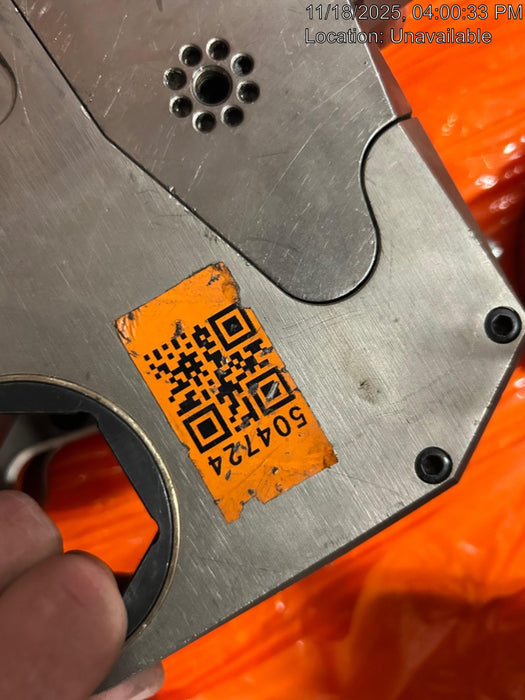 11/18/2025, 04:00:33 PM
Location: Unavailable
504724